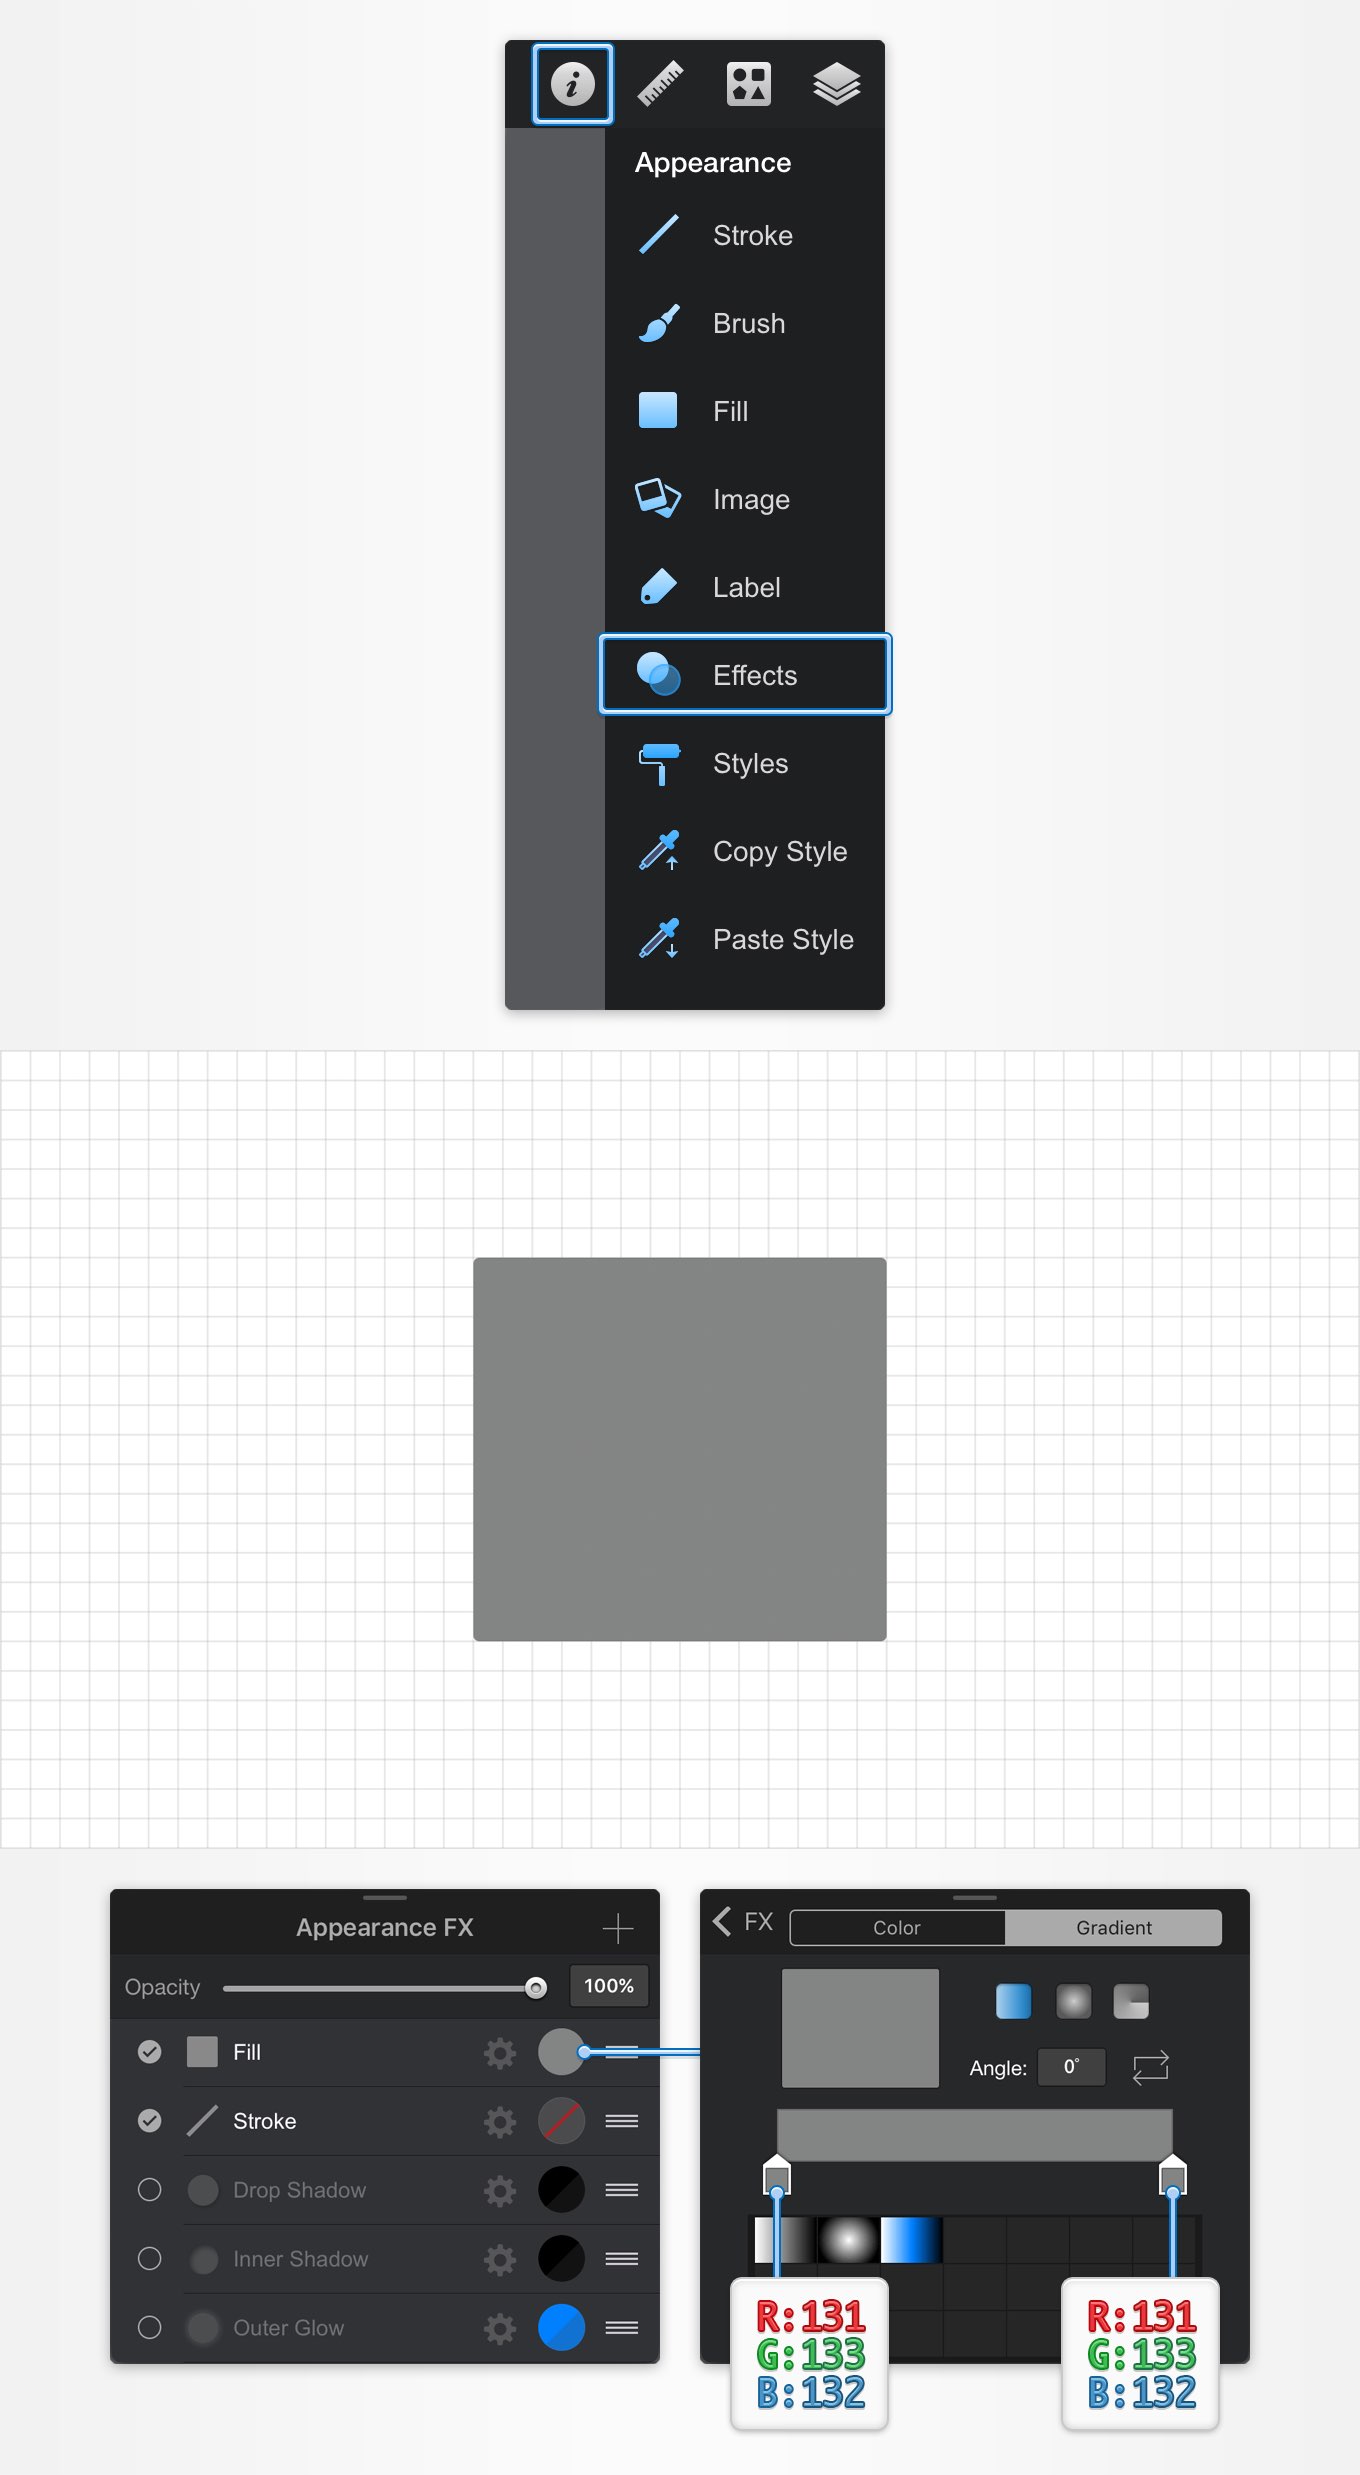 Appearance
Stroke
Brush
Fill
Image
Label
Effects
Styles
Copy Style
Paste Style
Appearance FX
Opacity 100%
Fill
Stroke
Drop Shadow
Inner Shadow
Outer Glow
FX Color Gradient
Angle: 0°
R:131
G:133
B:132
R:131
G:133
B:132